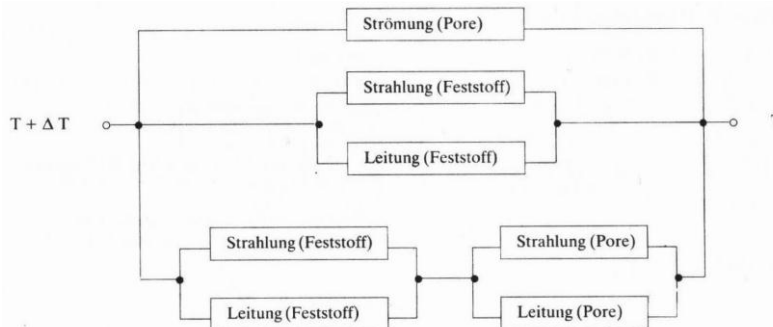 Strömung (Pore)
Strahlung (Feststoff)
T + Δ T
Leitung (Feststoff)
Strahlung (Feststoff) Strahlung (Pore)
Leitung (Feststoff) Leitung (Pore)